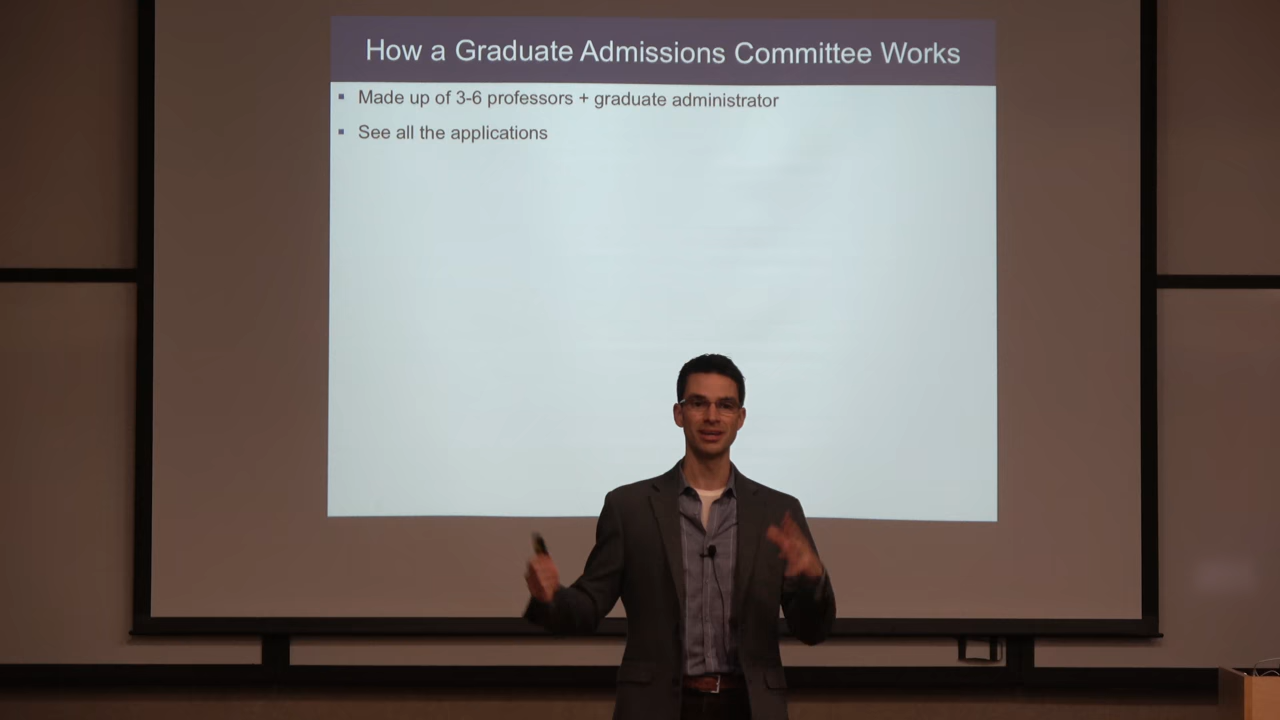 How a Graduate Admissions Committee Works
▪ Made up of 3-6 professors + graduate administrator
▪ See all the applications